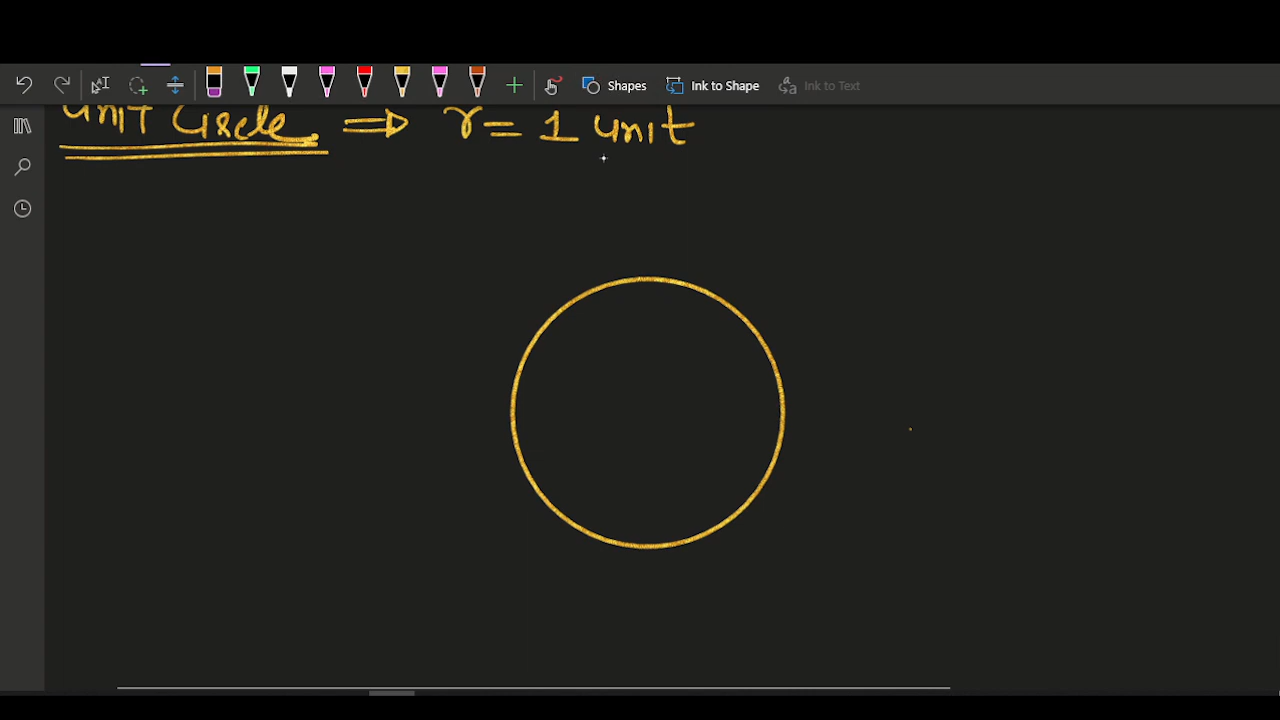 Shapes Ink to Shape Ink to Text
Unit Circle ⇒ r = 1 unit